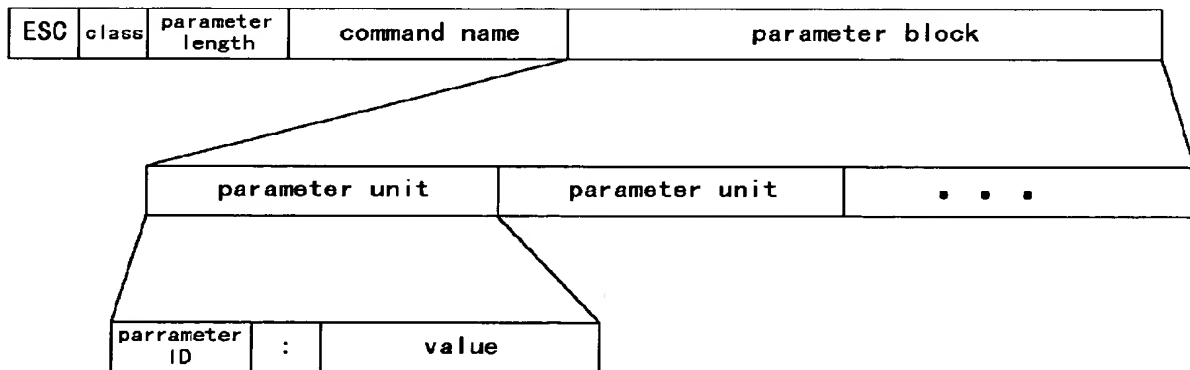 ESC class parameter length command name parameter block
parameter unit parameter unit • • •
parrameter ID : value